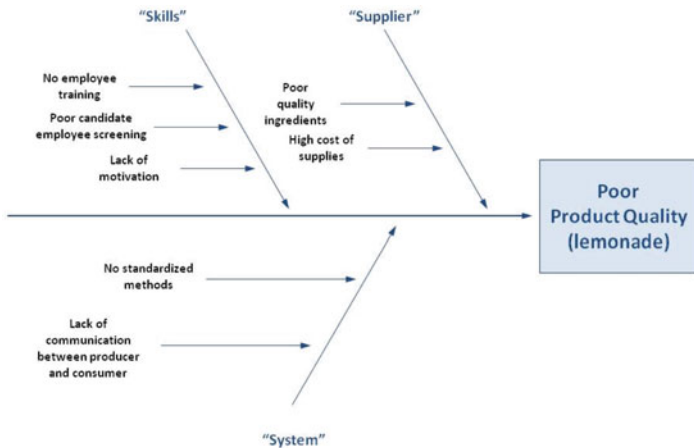 “Skills”
“Supplier”
No employee
training
Poor candidate
employee screening
Lack of
motivation
Poor
quality
ingredients
High cost of
supplies
Poor
Product Quality
(lemonade)
No standardized
methods
Lack of
communication
between producer
and consumer
“System”